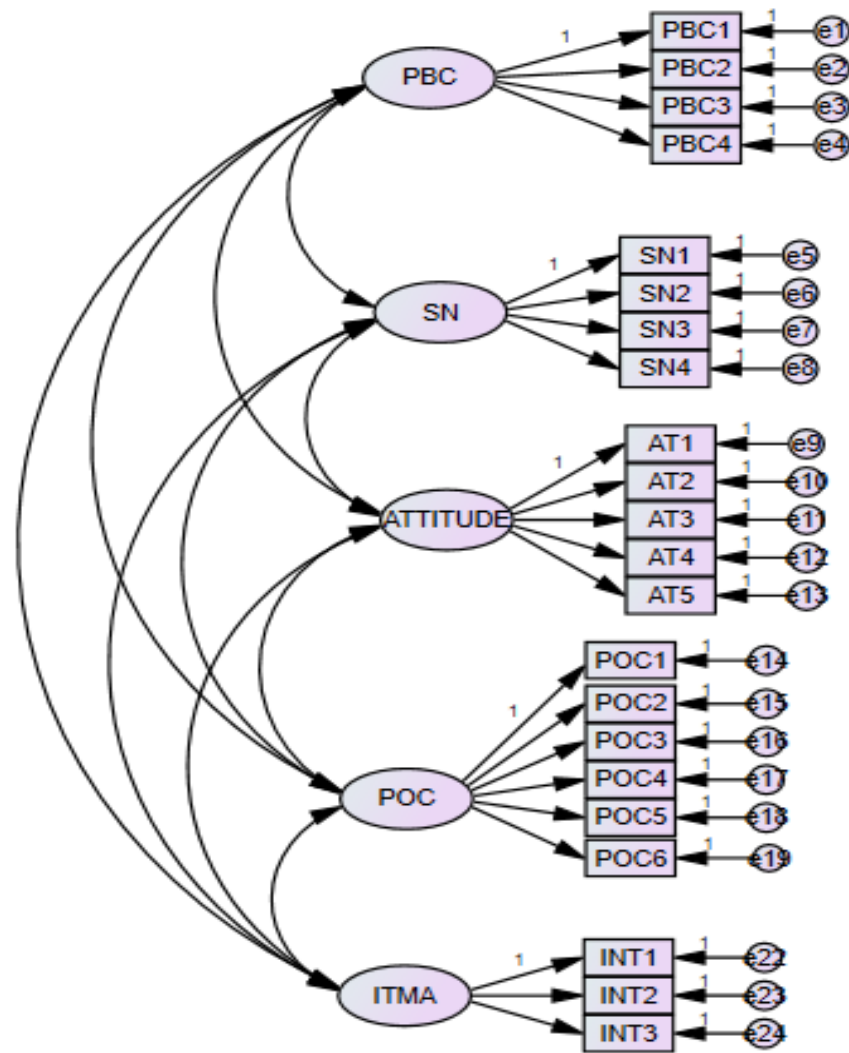 1 PBC1 1 e1
PBC PBC2 1 e2
PBC3 1 e3
PBC4 1 e4
1 SN1 1 e5
SN2 1 e6
SN SN3 1 e7
SN4 1 e8
1 AT1 1 e9
AT2 1 e10
ATTITUDE AT3 1 e11
AT4 1 e12
AT5 1 e13
POC1 1 e14
1 POC2 1 e15
POC3 1 e16
POC POC4 1 e17
POC5 1 e18
POC6 1 e19
1 INT1 1 e22
ITMA INT2 1 e23
INT3 1 e24